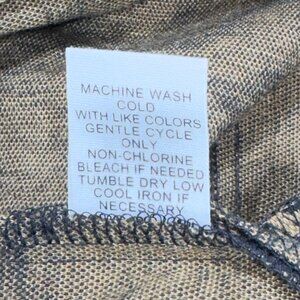 MACHINE WASH
COLD
WITH LIKE COLORS
GENTLE CYCLE
ONLY
NON-CHLORINE
BLEACH IF NEEDED
TUMBLE DRY LOW
COOL IRON IF
NECESSARY